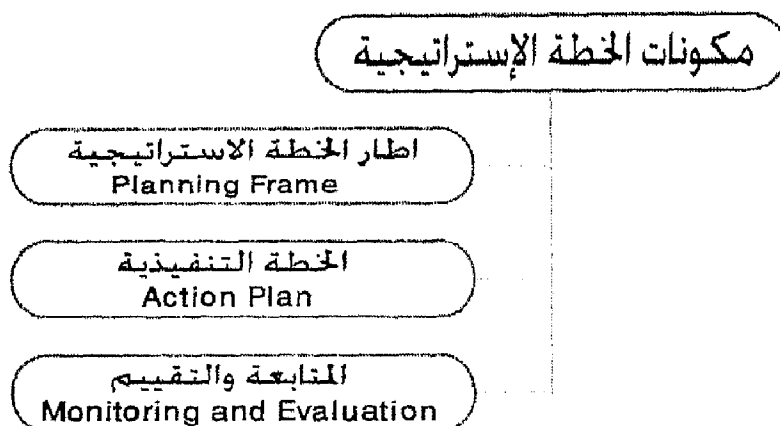 مكونات الخطة الإستراتيجية
اطار الخطة الاستراتيجية
Planning Frame
الخطة التنفيذية
Action Plan
المتابعة والتقييم
Monitoring and Evaluation